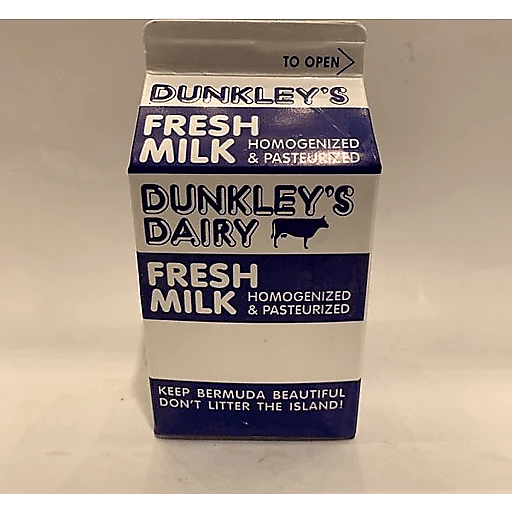 TO OPEN
DUNKLEY'S
FRESH
MILK
HOMOGENIZED
& PASTEURIZED
DUNKLEY'S
DAIRY
FRESH
MILK
HOMOGENIZED
& PASTEURIZED
KEEP BERMUDA BEAUTIFUL
DON'T LITTER THE ISLAND!